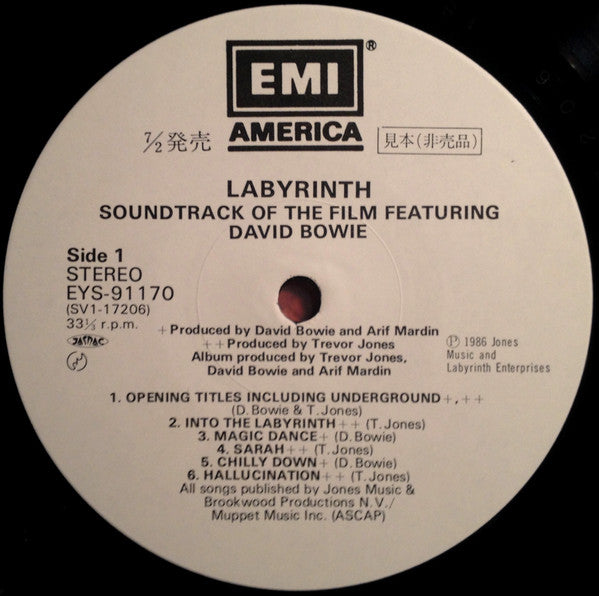 EMI ®
AMERICA
7/2 発売
見本(非売品)
LABYRINTH
SOUNDTRACK OF THE FILM FEATURING
DAVID BOWIE
Side 1
STEREO
EYS-91170
(SV1-17206)
33⅓ r.p.m.
JASRAC
+Produced by David Bowie and Arif Mardin
++Produced by Trevor Jones
Album produced by Trevor Jones,
David Bowie and Arif Mardin
Ⓟ 1986 Jones
Music and
Labyrinth Enterprises
1. OPENING TITLES INCLUDING UNDERGROUND+,++
(D. Bowie & T. Jones)
2. INTO THE LABYRINTH++ (T. Jones)
3. MAGIC DANCE+ (D. Bowie)
4. SARAH++ (T. Jones)
5. CHILLY DOWN+ (D. Bowie)
6. HALLUCINATION++ (T. Jones)
All songs published by Jones Music &
Brookwood Productions N.V./
Muppet Music Inc. (ASCAP)